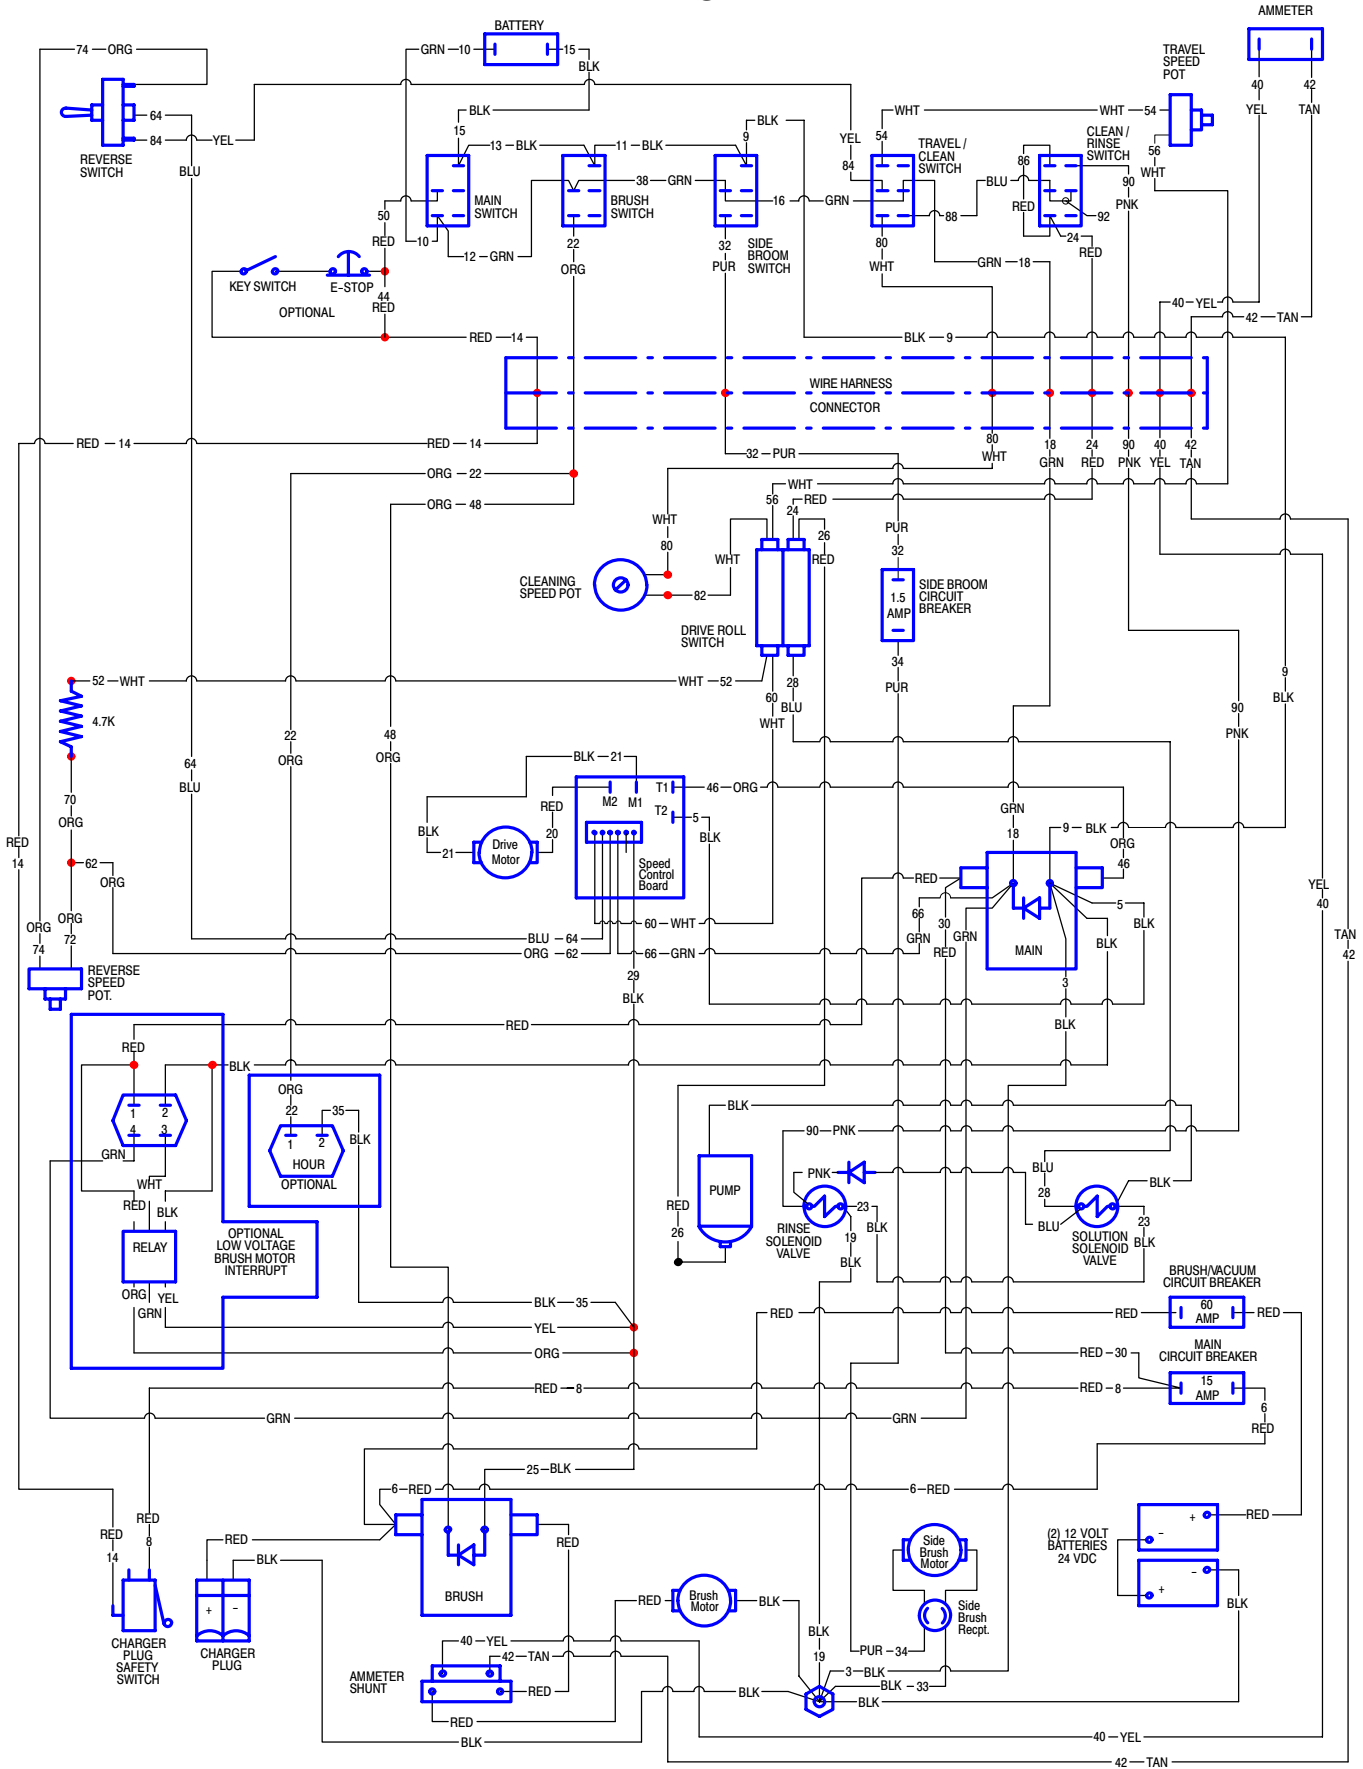 AMMETER
BATTERY
74 ORG
GRN 10
15
BLK
TRAVEL
SPEED
POT
40
42
YEL
TAN
64
BLK
15
BLK
9
WHT
54
WHT 54
84 YEL
REVERSE
SWITCH
BLU
13 BLK
11 BLK
YEL
84
TRAVEL /
CLEAN
SWITCH
CLEAN /
RINSE
SWITCH
86
56
WHT
38 GRN
BLU
90
PNK
RED
50
RED
MAIN
SWITCH
BRUSH
SWITCH
16 GRN
88
92
10
12 GRN
22
ORG
32
PUR
SIDE
BROOM
SWITCH
80
WHT
24
RED
GRN 18
KEY SWITCH
E-STOP
44
RED
OPTIONAL
40 YEL
42 TAN
RED 14
BLK 9
WIRE HARNESS
CONNECTOR
RED 14
RED 14
80
WHT
18
GRN
24
RED
90
PNK
40
YEL
42
TAN
32 PUR
ORG 22
WHT
56
RED
24
ORG 48
WHT
80
26
RED
PUR
32
WHT
CLEANING
SPEED POT
82
1.5
AMP
SIDE BROOM
CIRCUIT
BREAKER
DRIVE ROLL
SWITCH
34
PUR
52 WHT
WHT 52
60
WHT
28
BLU
9
BLK
90
PNK
4.7K
22
ORG
48
ORG
64
BLU
BLK 21
70
ORG
M2
M1
T1
T2
46 ORG
5
BLK
RED
20
BLK
21
Drive
Motor
Speed
Control
Board
GRN
18
9 BLK
ORG
46
RED
14
62
ORG
RED
66
GRN
30
RED
GRN
MAIN
5
BLK
BLK
3
BLK
YEL
40
TAN
42
ORG
74
ORG
72
60 WHT
BLU 64
ORG 62
66 GRN
REVERSE
SPEED
POT.
29
BLK
RED
RED
BLK
1
2
4
3
GRN
WHT
RED
BLK
RELAY
ORG
GRN
YEL
ORG
22
35
BLK
1
2
HOUR
OPTIONAL
OPTIONAL
LOW VOLTAGE
BRUSH MOTOR
INTERRUPT
BLK
90 PNK
PUMP
PNK
RED
26
RINSE
SOLENOID
VALVE
23
BLK
19
BLK
BLU
28
BLU
BLK
23
BLK
SOLUTION
SOLENOID
VALVE
BRUSH/VACUUM
CIRCUIT BREAKER
60
AMP
BLK 35
YEL
ORG
RED
RED
RED
MAIN
CIRCUIT BREAKER
15
AMP
RED 30
RED 8
RED 8
6
RED
GRN
GRN
25 BLK
6 RED
6 RED
RED
8
RED
14
RED
BLK
RED
BRUSH
+ -
CHARGER
PLUG
SAFETY
SWITCH
CHARGER
PLUG
Side
Brush
Motor
(2) 12 VOLT
BATTERIES
24 VDC
+
-
RED
-
+
BLK
RED
Brush
Motor
BLK
Side
Brush
Recpt.
BLK
19
PUR 34
40 YEL
42 TAN
AMMETER
SHUNT
RED
RED
BLK
BLK
3 BLK
BLK 33
BLK
40 YEL
42 TAN